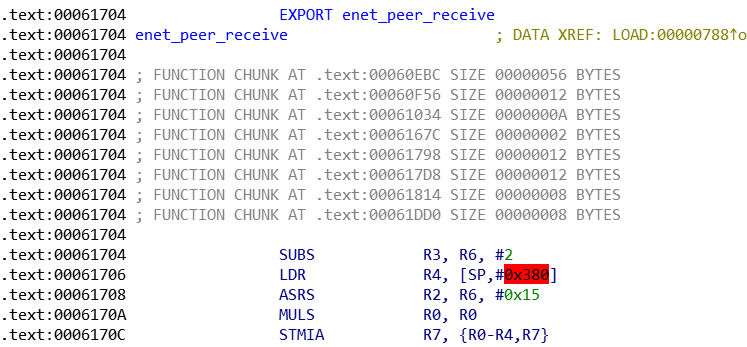 .text:00061704 EXPORT enet_peer_receive
.text:00061704 enet_peer_receive ; DATA XREF: LOAD:00000788↑o
.text:00061704
.text:00061704 ; FUNCTION CHUNK AT .text:00060EBC SIZE 00000056 BYTES
.text:00061704 ; FUNCTION CHUNK AT .text:00060F56 SIZE 00000012 BYTES
.text:00061704 ; FUNCTION CHUNK AT .text:00061034 SIZE 0000000A BYTES
.text:00061704 ; FUNCTION CHUNK AT .text:0006167C SIZE 00000002 BYTES
.text:00061704 ; FUNCTION CHUNK AT .text:00061798 SIZE 00000012 BYTES
.text:00061704 ; FUNCTION CHUNK AT .text:000617D8 SIZE 00000012 BYTES
.text:00061704 ; FUNCTION CHUNK AT .text:00061814 SIZE 00000008 BYTES
.text:00061704 ; FUNCTION CHUNK AT .text:00061DD0 SIZE 00000008 BYTES
.text:00061704
.text:00061704 SUBS R3, R6, #2
.text:00061706 LDR R4, [SP,#0x380]
.text:00061708 ASRS R2, R6, #0x15
.text:0006170A MULS R0, R0
.text:0006170C STMIA R7, {R0-R4,R7}